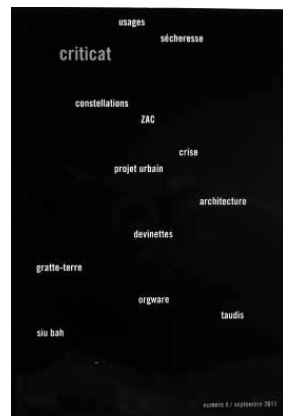 usages
sécheresse
criticat
constellations
ZAC
crise
projet urbain
architecture
devinettes
gratte-terre
orgware
taudis
siu bah
numéro 8 / septembre 2011